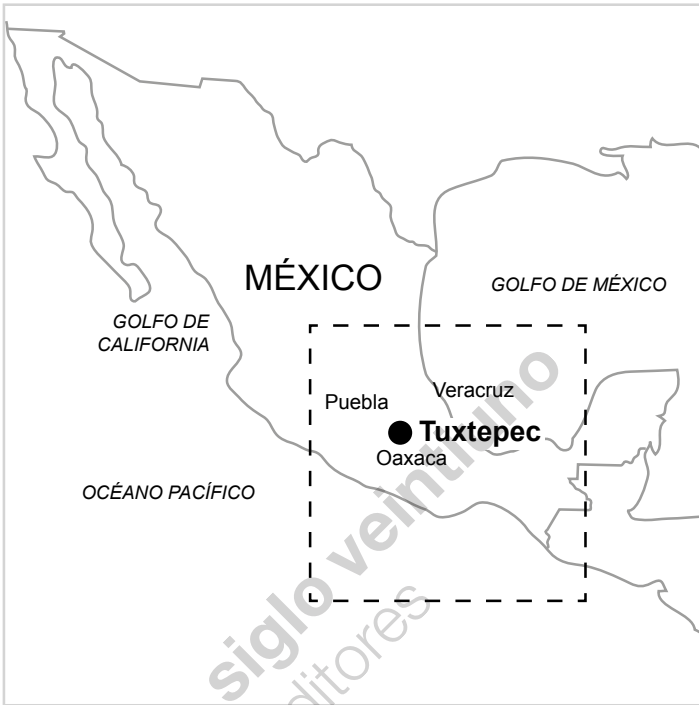 MÉXICO
GOLFO DE MÉXICO
GOLFO DE
CALIFORNIA
Puebla
Veracruz
Tuxtepec
Oaxaca
OCÉANO PACÍFICO
siglo veintiuno
editores